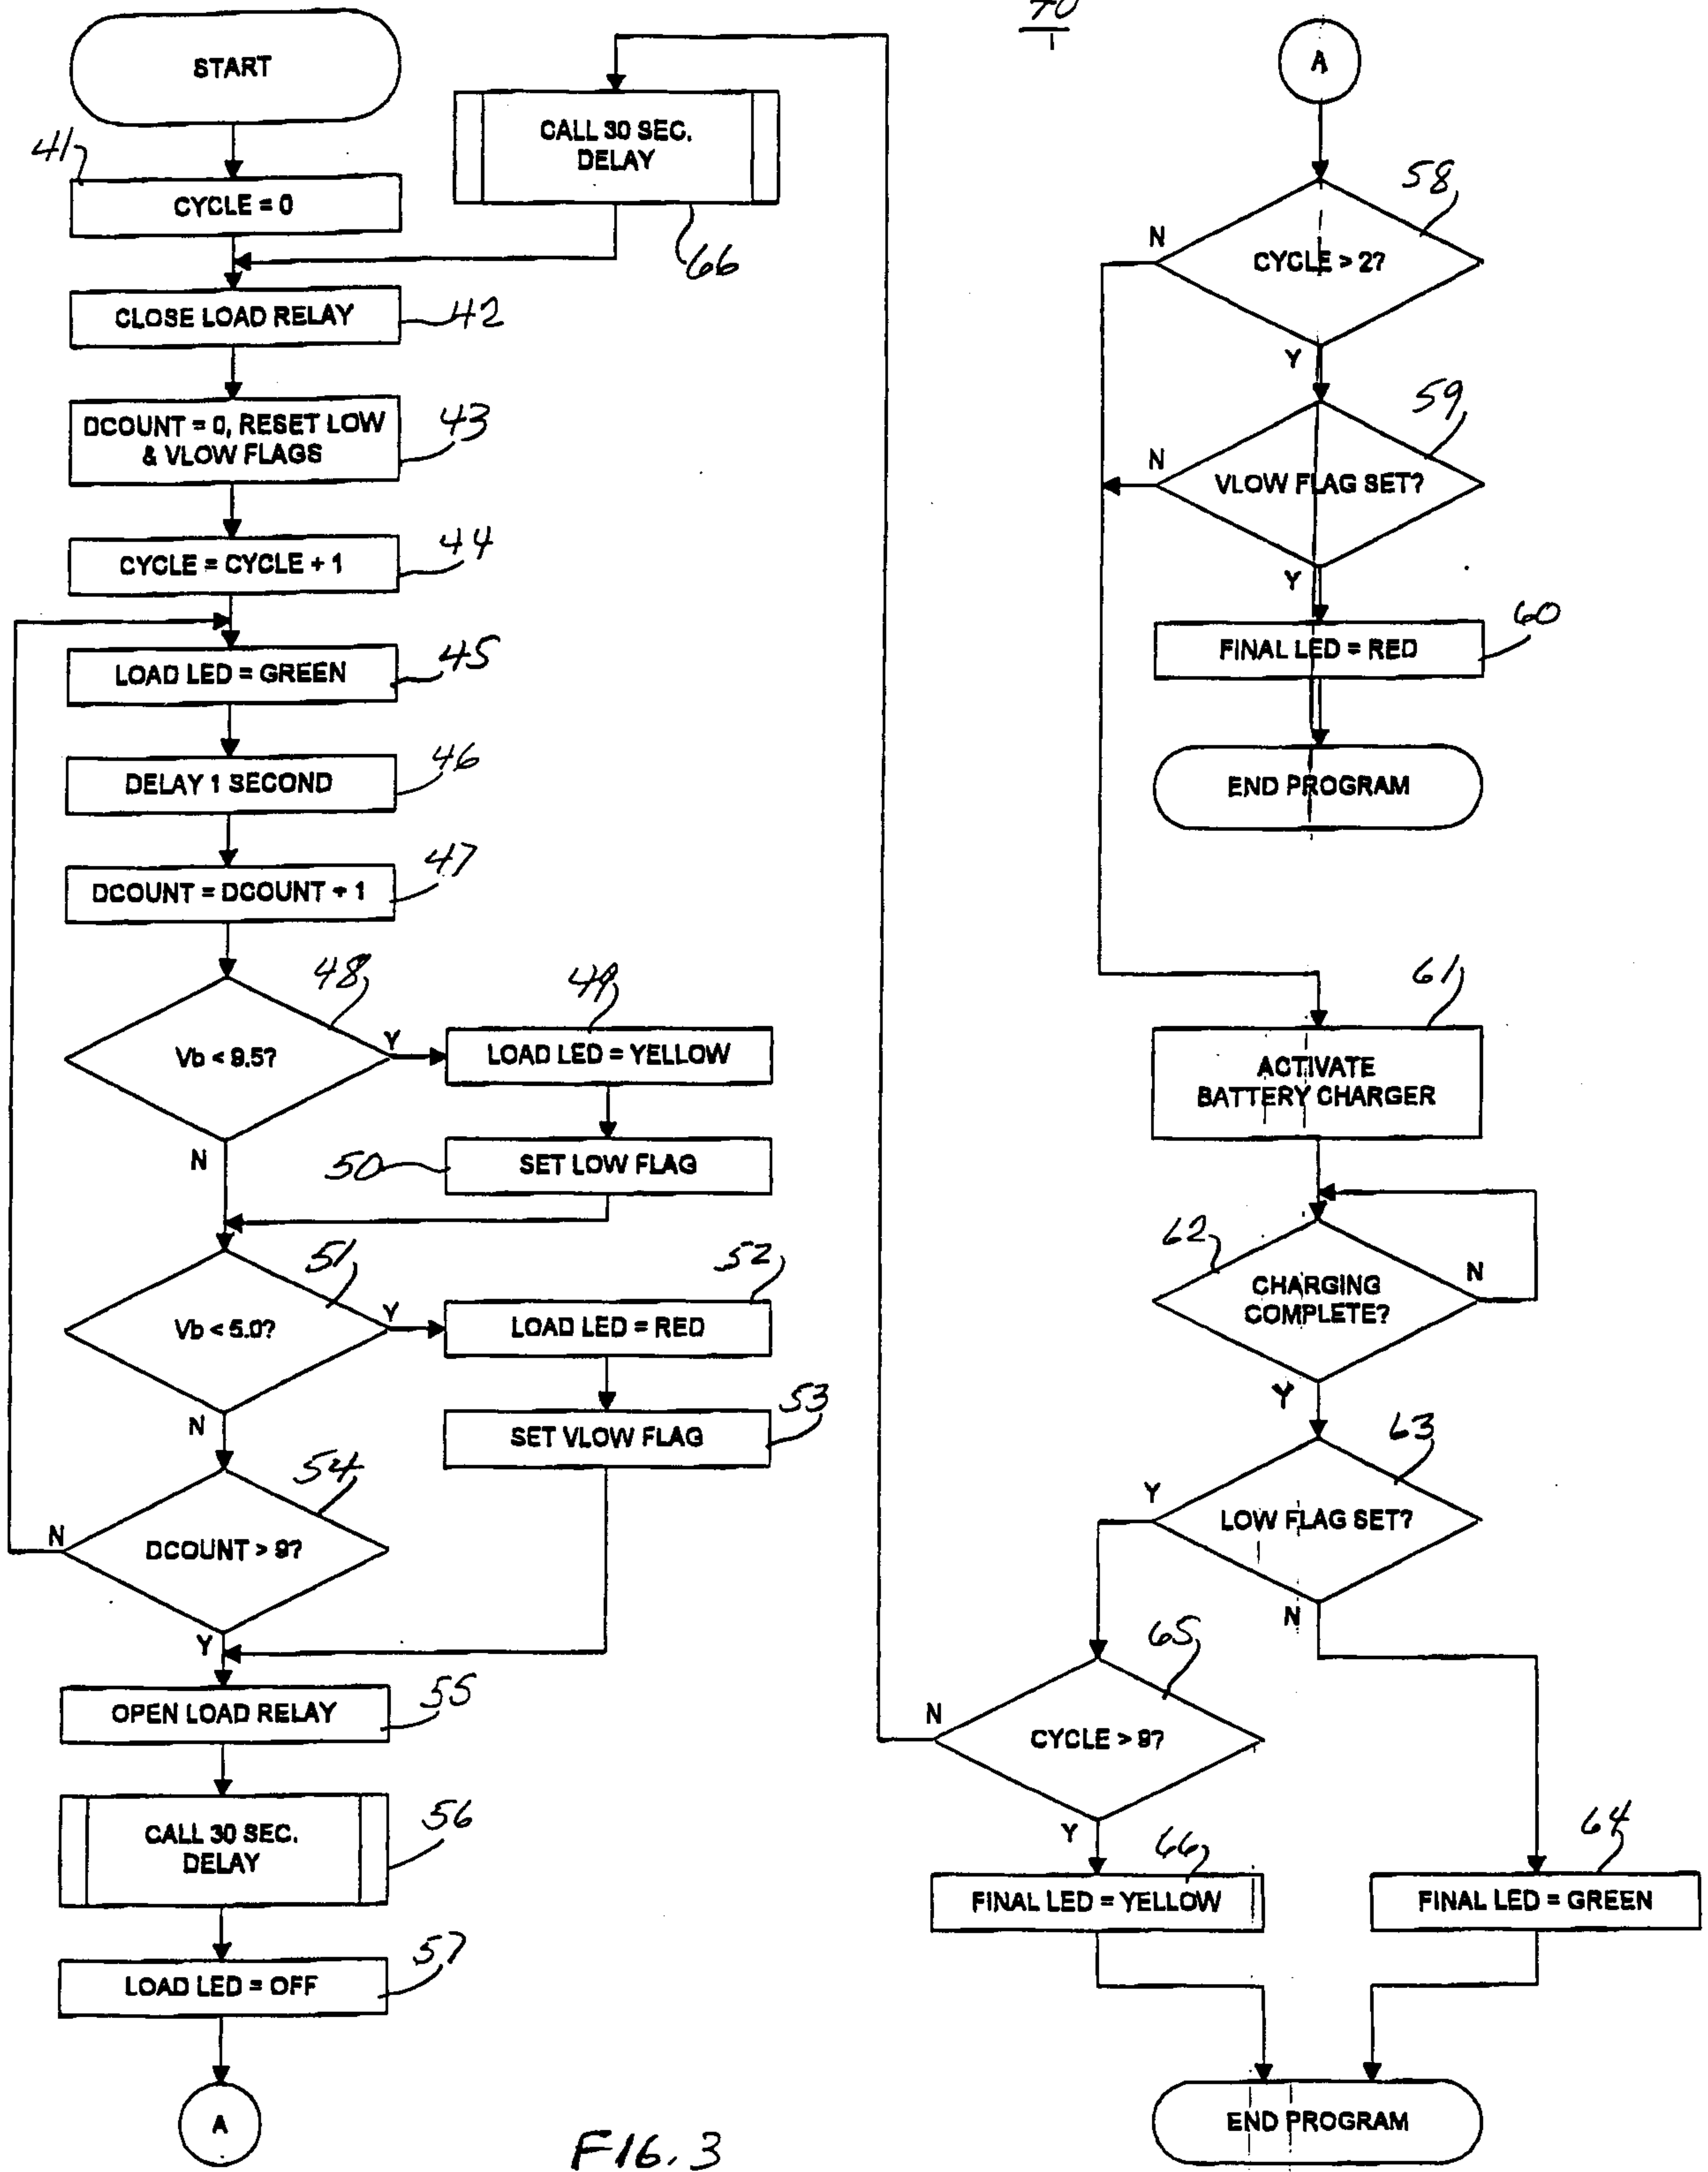 START
41
CYCLE = 0
CALL 30 SEC.
DELAY
66
CLOSE LOAD RELAY
42
DCOUNT = 0, RESET LOW
& VLOW FLAGS
43
CYCLE = CYCLE + 1
44
LOAD LED = GREEN
45
DELAY 1 SECOND
46
DCOUNT = DCOUNT + 1
47
Vb < 9.5?
48
Y
N
LOAD LED = YELLOW
49
SET LOW FLAG
50
Vb < 5.0?
51
Y
N
LOAD LED = RED
52
SET VLOW FLAG
53
DCOUNT > 9?
54
N
Y
OPEN LOAD RELAY
55
CALL 30 SEC.
DELAY
56
LOAD LED = OFF
57
A
FIG. 3
40
A
CYCLE > 2?
58
N
Y
VLOW FLAG SET?
59
N
Y
FINAL LED = RED
60
END PROGRAM
ACTIVATE
BATTERY CHARGER
61
CHARGING
COMPLETE?
62
N
Y
LOW FLAG SET?
63
Y
N
CYCLE > 9?
65
N
Y
FINAL LED = YELLOW
66
FINAL LED = GREEN
64
END PROGRAM